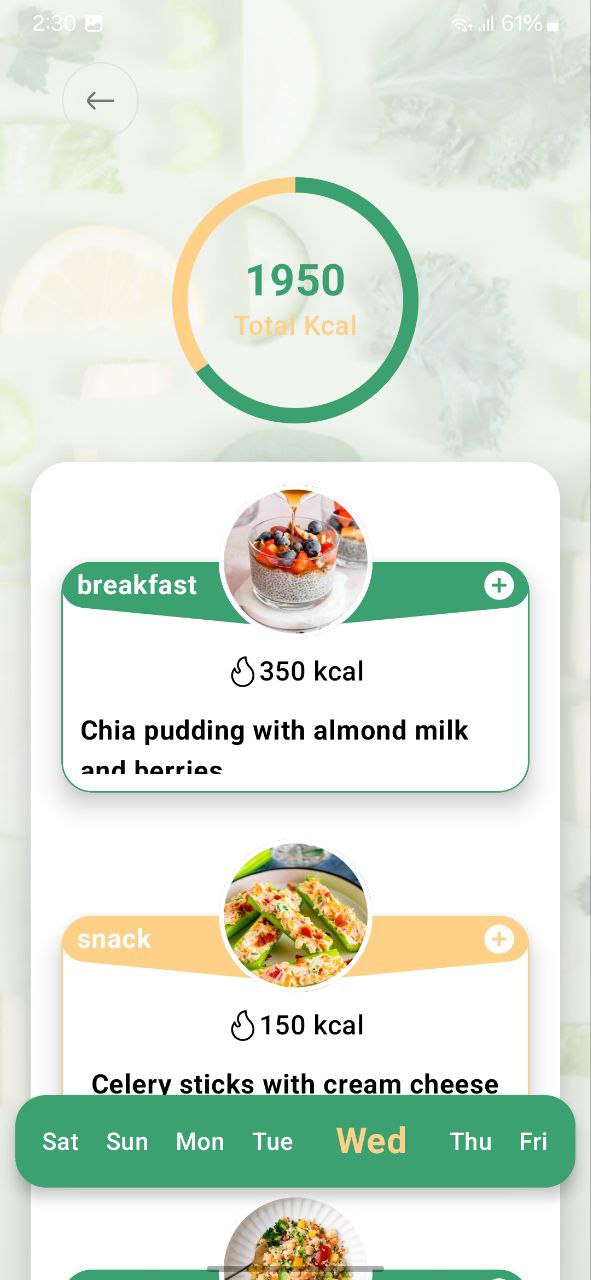 2:30
61%
1950
Total Kcal
breakfast
350 kcal
Chia pudding with almond milk
and berries
snack
150 kcal
Celery sticks with cream cheese
Sat Sun Mon Tue Wed Thu Fri